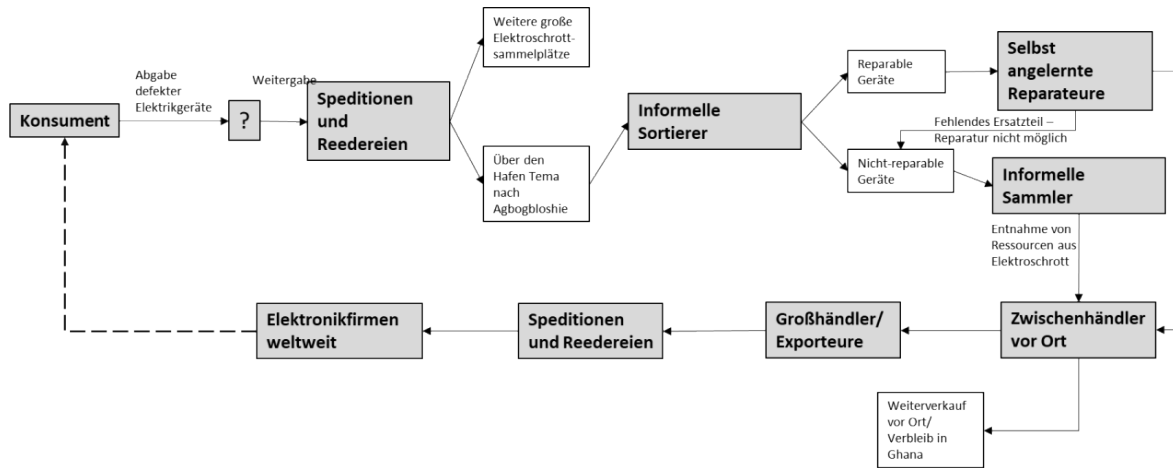 Konsument
Abgabe
defekter
Elektrikgeräte
?
Weitergabe
Speditionen
und
Reedereien
Weitere große
Elektroschrott-
sammelplätze
Über den
Hafen Tema
nach
Agbogbloshie
Informelle
Sortierer
Reparable
Geräte
Selbst
angelernte
Reparateure
Fehlendes Ersatzteil –
Reparatur nicht möglich
Nicht-reparable
Geräte
Informelle
Sammler
Entnahme von
Ressourcen aus
Elektroschrott
Zwischenhändler
vor Ort
Großhändler/
Exporteure
Speditionen
und Reedereien
Elektronikfirmen
weltweit
Weiterverkauf
vor Ort/
Verbleib in
Ghana